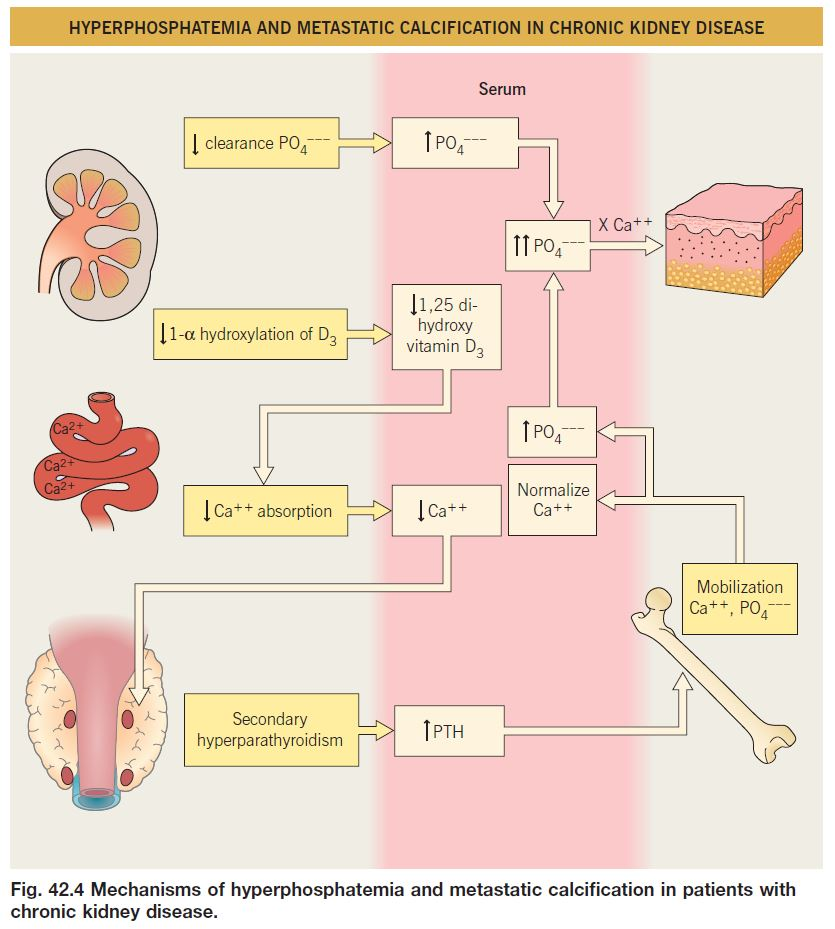 HYPERPHOSPHATEMIA AND METASTATIC CALCIFICATION IN CHRONIC KIDNEY DISEASE
Serum
↓ clearance PO₄⁻⁻⁻
↑ PO₄⁻⁻⁻
↑↑ PO₄⁻⁻⁻
X Ca⁺⁺
↓1-α hydroxylation of D₃
↓1,25 di-
hydroxy
vitamin D₃
Ca²⁺
Ca²⁺
Ca²⁺
↑ PO₄⁻⁻⁻
↓ Ca⁺⁺ absorption
↓ Ca⁺⁺
Normalize
Ca⁺⁺
Mobilization
Ca⁺⁺, PO₄⁻⁻⁻
Secondary
hyperparathyroidism
↑ PTH
Fig. 42.4 Mechanisms of hyperphosphatemia and metastatic calcification in patients with
chronic kidney disease.